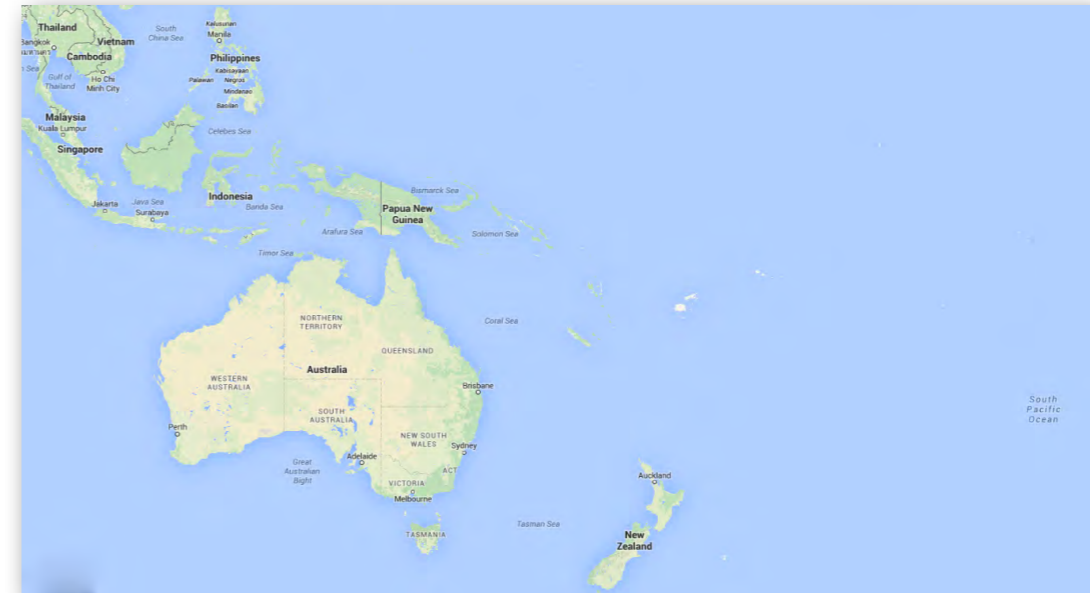 Thailand
South
China Sea
Kalusunan
Manila
Bangkok
Vietnam
Cambodia
Philippines
Gulf of
Thailand
Ho Chi
Minh City
Kabisayaan
Palawan
Negros
Mindanao
Basilan
Malaysia
Kuala Lumpur
Celebes Sea
Singapore
Jakarta
Java Sea
Surabaya
Indonesia
Banda Sea
Bismarck Sea
Papua New
Guinea
Arafura Sea
Solomon Sea
Timor Sea
NORTHERN
TERRITORY
Coral Sea
QUEENSLAND
Australia
WESTERN
AUSTRALIA
Brisbane
SOUTH
AUSTRALIA
South
Pacific
Ocean
Perth
NEW SOUTH
WALES
Sydney
Great
Australian
Bight
Adelaide
ACT
VICTORIA
Melbourne
Auckland
TASMANIA
Tasman Sea
New
Zealand